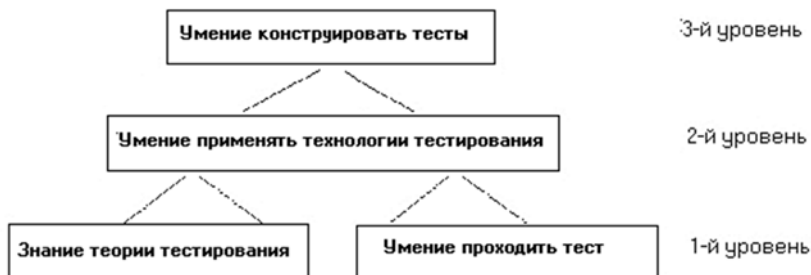 Умение конструировать тесты
3-й уровень
Умение применять технологии тестирования
2-й уровень
Знание теории тестирования
Умение проходить тест
1-й уровень